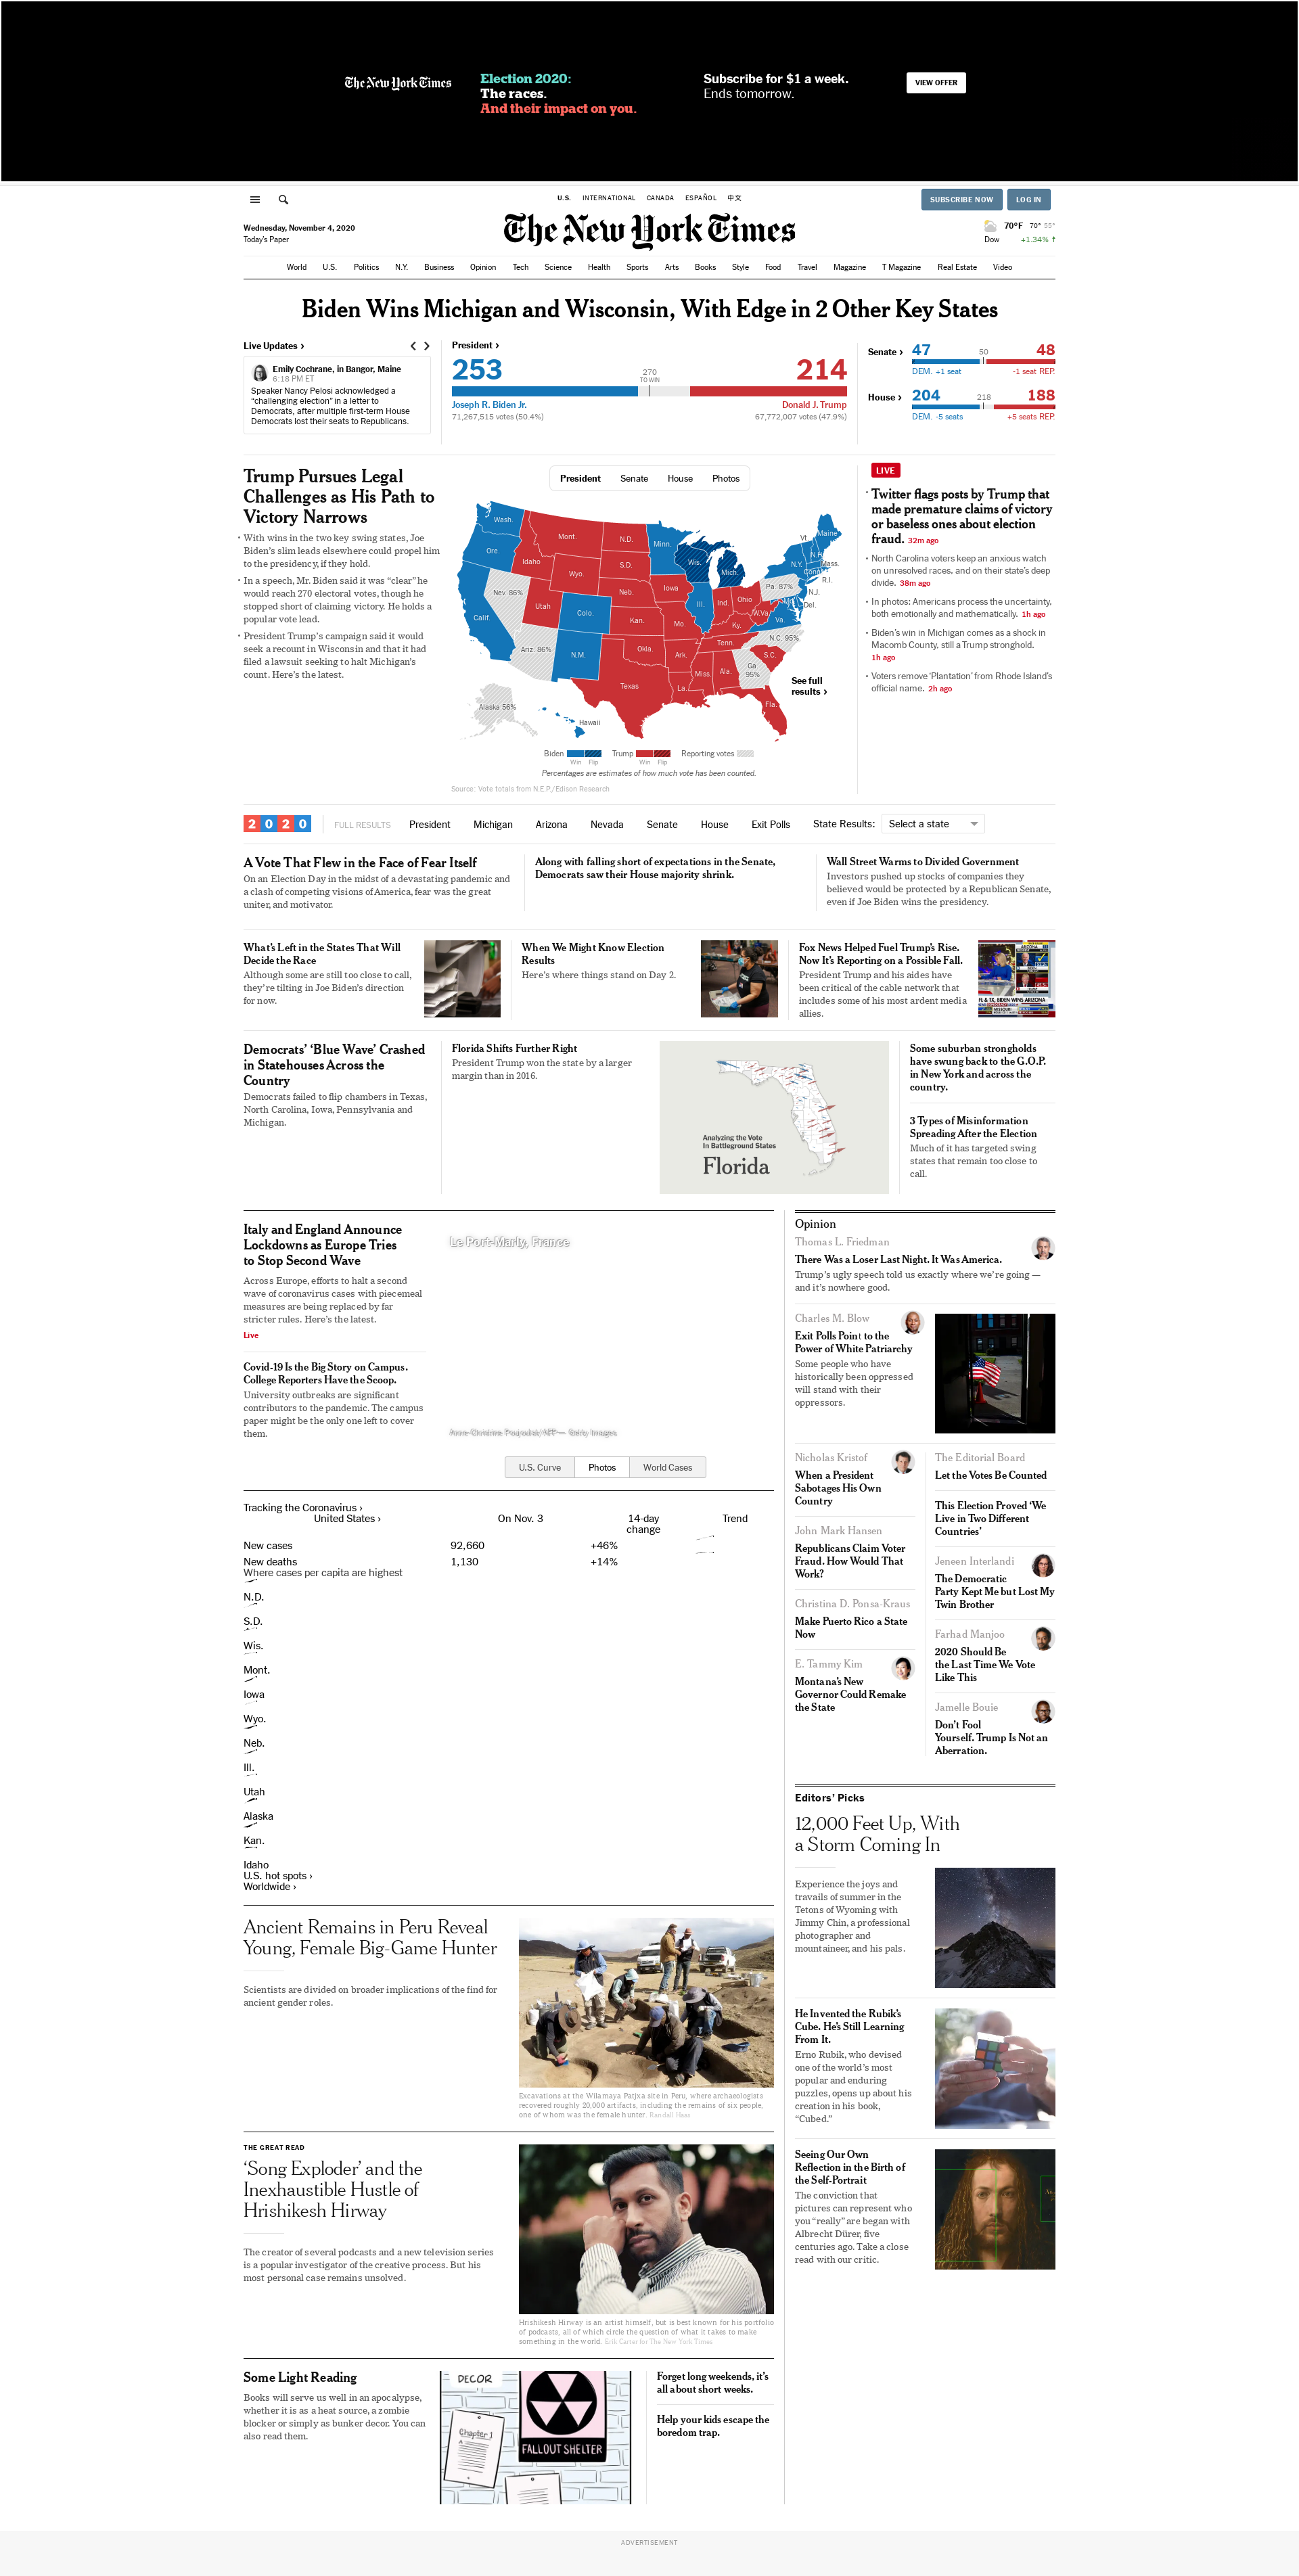 The New York Times
Election 2020:
The races.
And their impact on you.
Subscribe for $1 a week.
Ends tomorrow.
VIEW OFFER
U.S. INTERNATIONAL CANADA ESPAÑOL 中文
SUBSCRIBE NOW LOG IN
Wednesday, November 4, 2020
Today's Paper
The New York Times
70°F 70° 55°
Dow +1.34% ↑
World U.S. Politics N.Y. Business Opinion Tech Science Health Sports Arts Books Style Food Travel Magazine T Magazine Real Estate Video
Biden Wins Michigan and Wisconsin, With Edge in 2 Other Key States
Live Updates ›
Emily Cochrane, in Bangor, Maine
6:18 PM ET
Speaker Nancy Pelosi acknowledged a
“challenging election” in a letter to
Democrats, after multiple first-term House
Democrats lost their seats to Republicans.
President ›
253
270
TO WIN
214
Joseph R. Biden Jr.
Donald J. Trump
71,267,515 votes (50.4%)
67,772,007 votes (47.9%)
Senate ›
47 50 48
DEM. +1 seat -1 seat REP.
House ›
204 218 188
DEM. -5 seats +5 seats REP.
Trump Pursues Legal
Challenges as His Path to
Victory Narrows
• With wins in the two key swing states, Joe
Biden's slim leads elsewhere could propel him
to the presidency, if they hold.
• In a speech, Mr. Biden said it was “clear” he
would reach 270 electoral votes, though he
stopped short of claiming victory. He holds a
popular vote lead.
• President Trump's campaign said it would
seek a recount in Wisconsin and that it had
filed a lawsuit seeking to halt Michigan's
count. Here's the latest.
President Senate House Photos
Wash.
Ore.
Calif.
Nev. 86%
Idaho
Mont.
Wyo.
Utah
Ariz. 86%
Colo.
N.M.
N.D.
S.D.
Neb.
Kan.
Okla.
Texas
Minn.
Iowa
Mo.
Ark.
La.
Wis.
Ill.
Mich.
Ind.
Ohio
Ky.
Tenn.
Miss.
Ala.
Ga.
95%
Fla.
S.C.
N.C. 95%
Va.
W.Va.
Md.
Del.
Pa. 87%
N.J.
N.Y.
Conn.
R.I.
Mass.
Vt.
N.H.
Maine
Alaska 56%
Hawaii
See full
results ›
Biden Trump Reporting votes
Win Flip Win Flip
Percentages are estimates of how much vote has been counted.
Source: Vote totals from N.E.P./Edison Research
LIVE
• Twitter flags posts by Trump that
made premature claims of victory
or baseless ones about election
fraud. 32m ago
• North Carolina voters keep an anxious watch
on unresolved races, and on their state's deep
divide. 38m ago
• In photos: Americans process the uncertainty,
both emotionally and mathematically. 1h ago
• Biden's win in Michigan comes as a shock in
Macomb County, still a Trump stronghold.
1h ago
• Voters remove ‘Plantation’ from Rhode Island's
official name. 2h ago
2020
FULL RESULTS President Michigan Arizona Nevada Senate House Exit Polls State Results: Select a state
A Vote That Flew in the Face of Fear Itself
On an Election Day in the midst of a devastating pandemic and
a clash of competing visions of America, fear was the great
uniter, and motivator.
Along with falling short of expectations in the Senate,
Democrats saw their House majority shrink.
Wall Street Warms to Divided Government
Investors pushed up stocks of companies they
believed would be protected by a Republican Senate,
even if Joe Biden wins the presidency.
What's Left in the States That Will
Decide the Race
Although some are still too close to call,
they're tilting in Joe Biden's direction
for now.
When We Might Know Election
Results
Here's where things stand on Day 2.
Fox News Helped Fuel Trump's Rise.
Now It's Reporting on a Possible Fall.
President Trump and his aides have
been critical of the cable network that
includes some of his most ardent media
allies.
FL & TX, BIDEN WINS ARIZONA
Democrats' ‘Blue Wave’ Crashed
in Statehouses Across the
Country
Democrats failed to flip chambers in Texas,
North Carolina, Iowa, Pennsylvania and
Michigan.
Florida Shifts Further Right
President Trump won the state by a larger
margin than in 2016.
Analyzing the Vote
In Battleground States
Florida
Some suburban strongholds
have swung back to the G.O.P.
in New York and across the
country.
3 Types of Misinformation
Spreading After the Election
Much of it has targeted swing
states that remain too close to
call.
Italy and England Announce
Lockdowns as Europe Tries
to Stop Second Wave
Across Europe, efforts to halt a second
wave of coronavirus cases with piecemeal
measures are being replaced by far
stricter rules. Here's the latest.
Live
Covid-19 Is the Big Story on Campus.
College Reporters Have the Scoop.
University outbreaks are significant
contributors to the pandemic. The campus
paper might be the only one left to cover
them.
Le Port-Marly, France
U.S. Curve Photos World Cases
Tracking the Coronavirus ›
United States › On Nov. 3 14-day
change Trend
New cases 92,660 +46%
New deaths 1,130 +14%
Where cases per capita are highest
N.D.
S.D.
Wis.
Mont.
Iowa
Wyo.
Neb.
Ill.
Utah
Alaska
Kan.
Idaho
U.S. hot spots ›
Worldwide ›
Ancient Remains in Peru Reveal
Young, Female Big-Game Hunter
Scientists are divided on broader implications of the find for
ancient gender roles.
Excavations at the Wilamaya Patjxa site in Peru, where archaeologists
recovered roughly 20,000 artifacts, including the remains of six people,
one of whom was the female hunter. Randall Haas
THE GREAT READ
‘Song Exploder’ and the
Inexhaustible Hustle of
Hrishikesh Hirway
The creator of several podcasts and a new television series
is a popular investigator of the creative process. But his
most personal case remains unsolved.
Hrishikesh Hirway is an artist himself, but is best known for his portfolio
of podcasts, all of which circle the question of what it takes to make
something in the world. Erik Carter for The New York Times
Some Light Reading
Books will serve us well in an apocalypse,
whether it is as a heat source, a zombie
blocker or simply as bunker decor. You can
also read them.
DECOR
Chapter 1
FALLOUT SHELTER
Forget long weekends, it's
all about short weeks.
Help your kids escape the
boredom trap.
Opinion
Thomas L. Friedman
There Was a Loser Last Night. It Was America.
Trump's ugly speech told us exactly where we're going —
and it's nowhere good.
Charles M. Blow
Exit Polls Point to the
Power of White Patriarchy
Some people who have
historically been oppressed
will stand with their
oppressors.
Nicholas Kristof
When a President
Sabotages His Own
Country
John Mark Hansen
Republicans Claim Voter
Fraud. How Would That
Work?
Christina D. Ponsa-Kraus
Make Puerto Rico a State
Now
E. Tammy Kim
Montana's New
Governor Could Remake
the State
The Editorial Board
Let the Votes Be Counted
This Election Proved ‘We
Live in Two Different
Countries’
Jeneen Interlandi
The Democratic
Party Kept Me but Lost My
Twin Brother
Farhad Manjoo
2020 Should Be
the Last Time We Vote
Like This
Jamelle Bouie
Don't Fool
Yourself. Trump Is Not an
Aberration.
Editors' Picks
12,000 Feet Up, With
a Storm Coming In
Experience the joys and
travails of summer in the
Tetons of Wyoming with
Jimmy Chin, a professional
photographer and
mountaineer, and his pals.
He Invented the Rubik's
Cube. He's Still Learning
From It.
Erno Rubik, who devised
one of the world's most
popular and enduring
puzzles, opens up about his
creation in his book,
“Cubed.”
Seeing Our Own
Reflection in the Birth of
the Self-Portrait
The conviction that
pictures can represent who
you “really” are began with
Albrecht Dürer, five
centuries ago. Take a close
read with our critic.
ADVERTISEMENT